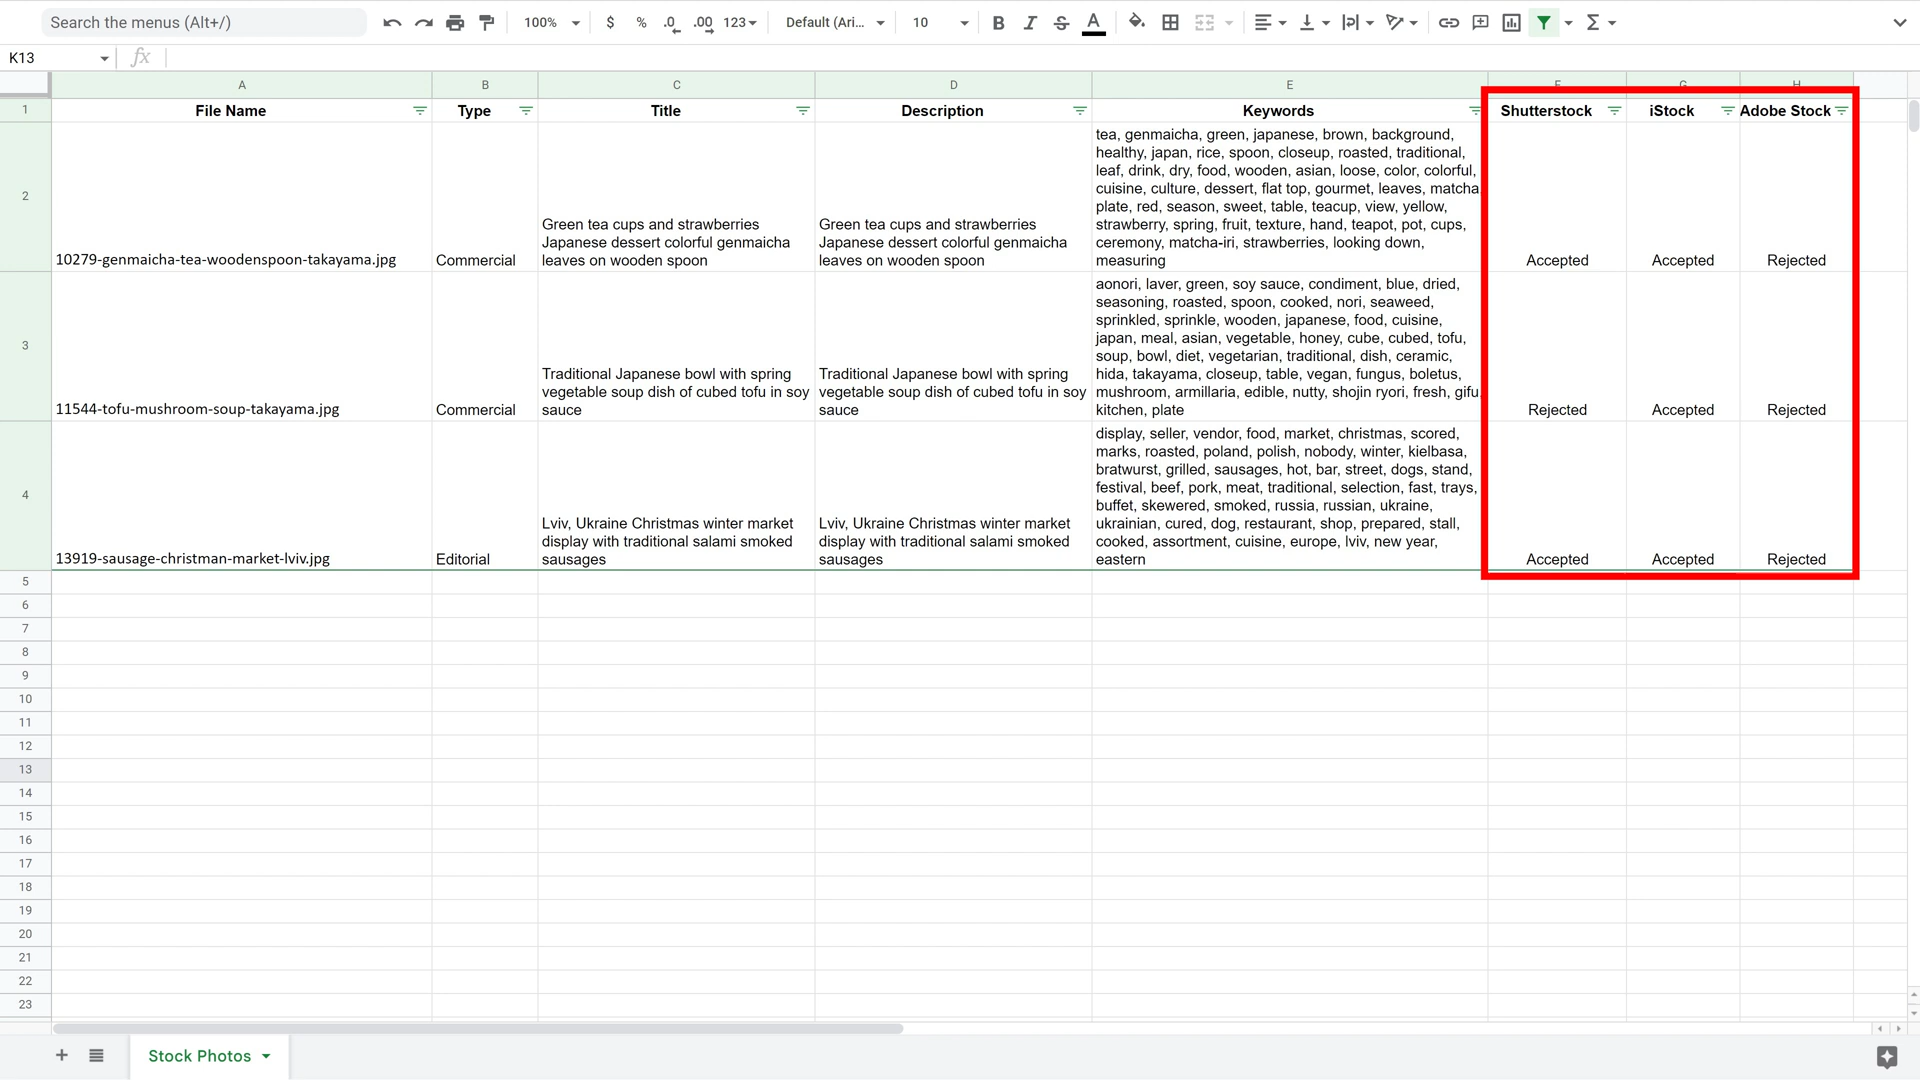 Search the menus (Alt+/)
100%
$
%
.0
.00
123
Default (Ari...
10
B
I
S
A
Σ
K13
fx
A B C D E F G H
1 File Name Type Title Description Keywords Shutterstock iStock Adobe Stock
tea, genmaicha, green, japanese, brown, background,
healthy, japan, rice, spoon, closeup, roasted, traditional,
leaf, drink, dry, food, wooden, asian, loose, color, colorful,
cuisine, culture, dessert, flat top, gourmet, leaves, matcha
2
plate, red, season, sweet, table, teacup, view, yellow,
Green tea cups and strawberries Green tea cups and strawberries strawberry, spring, fruit, texture, hand, teapot, pot, cups,
Japanese dessert colorful genmaicha Japanese dessert colorful genmaicha ceremony, matcha-iri, strawberries, looking down,
10279-genmaicha-tea-woodenspoon-takayama.jpg Commercial leaves on wooden spoon leaves on wooden spoon measuring Accepted Accepted Rejected
aonori, laver, green, soy sauce, condiment, blue, dried,
seasoning, roasted, spoon, cooked, nori, seaweed,
sprinkled, sprinkle, wooden, japanese, food, cuisine,
3 japan, meal, asian, vegetable, honey, cube, cubed, tofu,
soup, bowl, diet, vegetarian, traditional, dish, ceramic,
Traditional Japanese bowl with spring Traditional Japanese bowl with spring hida, takayama, closeup, table, vegan, fungus, boletus,
vegetable soup dish of cubed tofu in soy vegetable soup dish of cubed tofu in soy mushroom, armillaria, edible, nutty, shojin ryori, fresh, gifu,
11544-tofu-mushroom-soup-takayama.jpg Commercial sauce sauce kitchen, plate Rejected Accepted Rejected
display, seller, vendor, food, market, christmas, scored,
marks, roasted, poland, polish, nobody, winter, kielbasa,
bratwurst, grilled, sausages, hot, bar, street, dogs, stand,
4 festival, beef, pork, meat, traditional, selection, fast, trays,
buffet, skewered, smoked, russia, russian, ukraine,
Lviv, Ukraine Christmas winter market Lviv, Ukraine Christmas winter market ukrainian, cured, dog, restaurant, shop, prepared, stall,
display with traditional salami smoked display with traditional salami smoked cooked, assortment, cuisine, europe, lviv, new year,
13919-sausage-christman-market-lviv.jpg Editorial sausages sausages eastern Accepted Accepted Rejected
5
6
7
8
9
10
11
12
13
14
15
16
17
18
19
20
21
22
23
+ Stock Photos